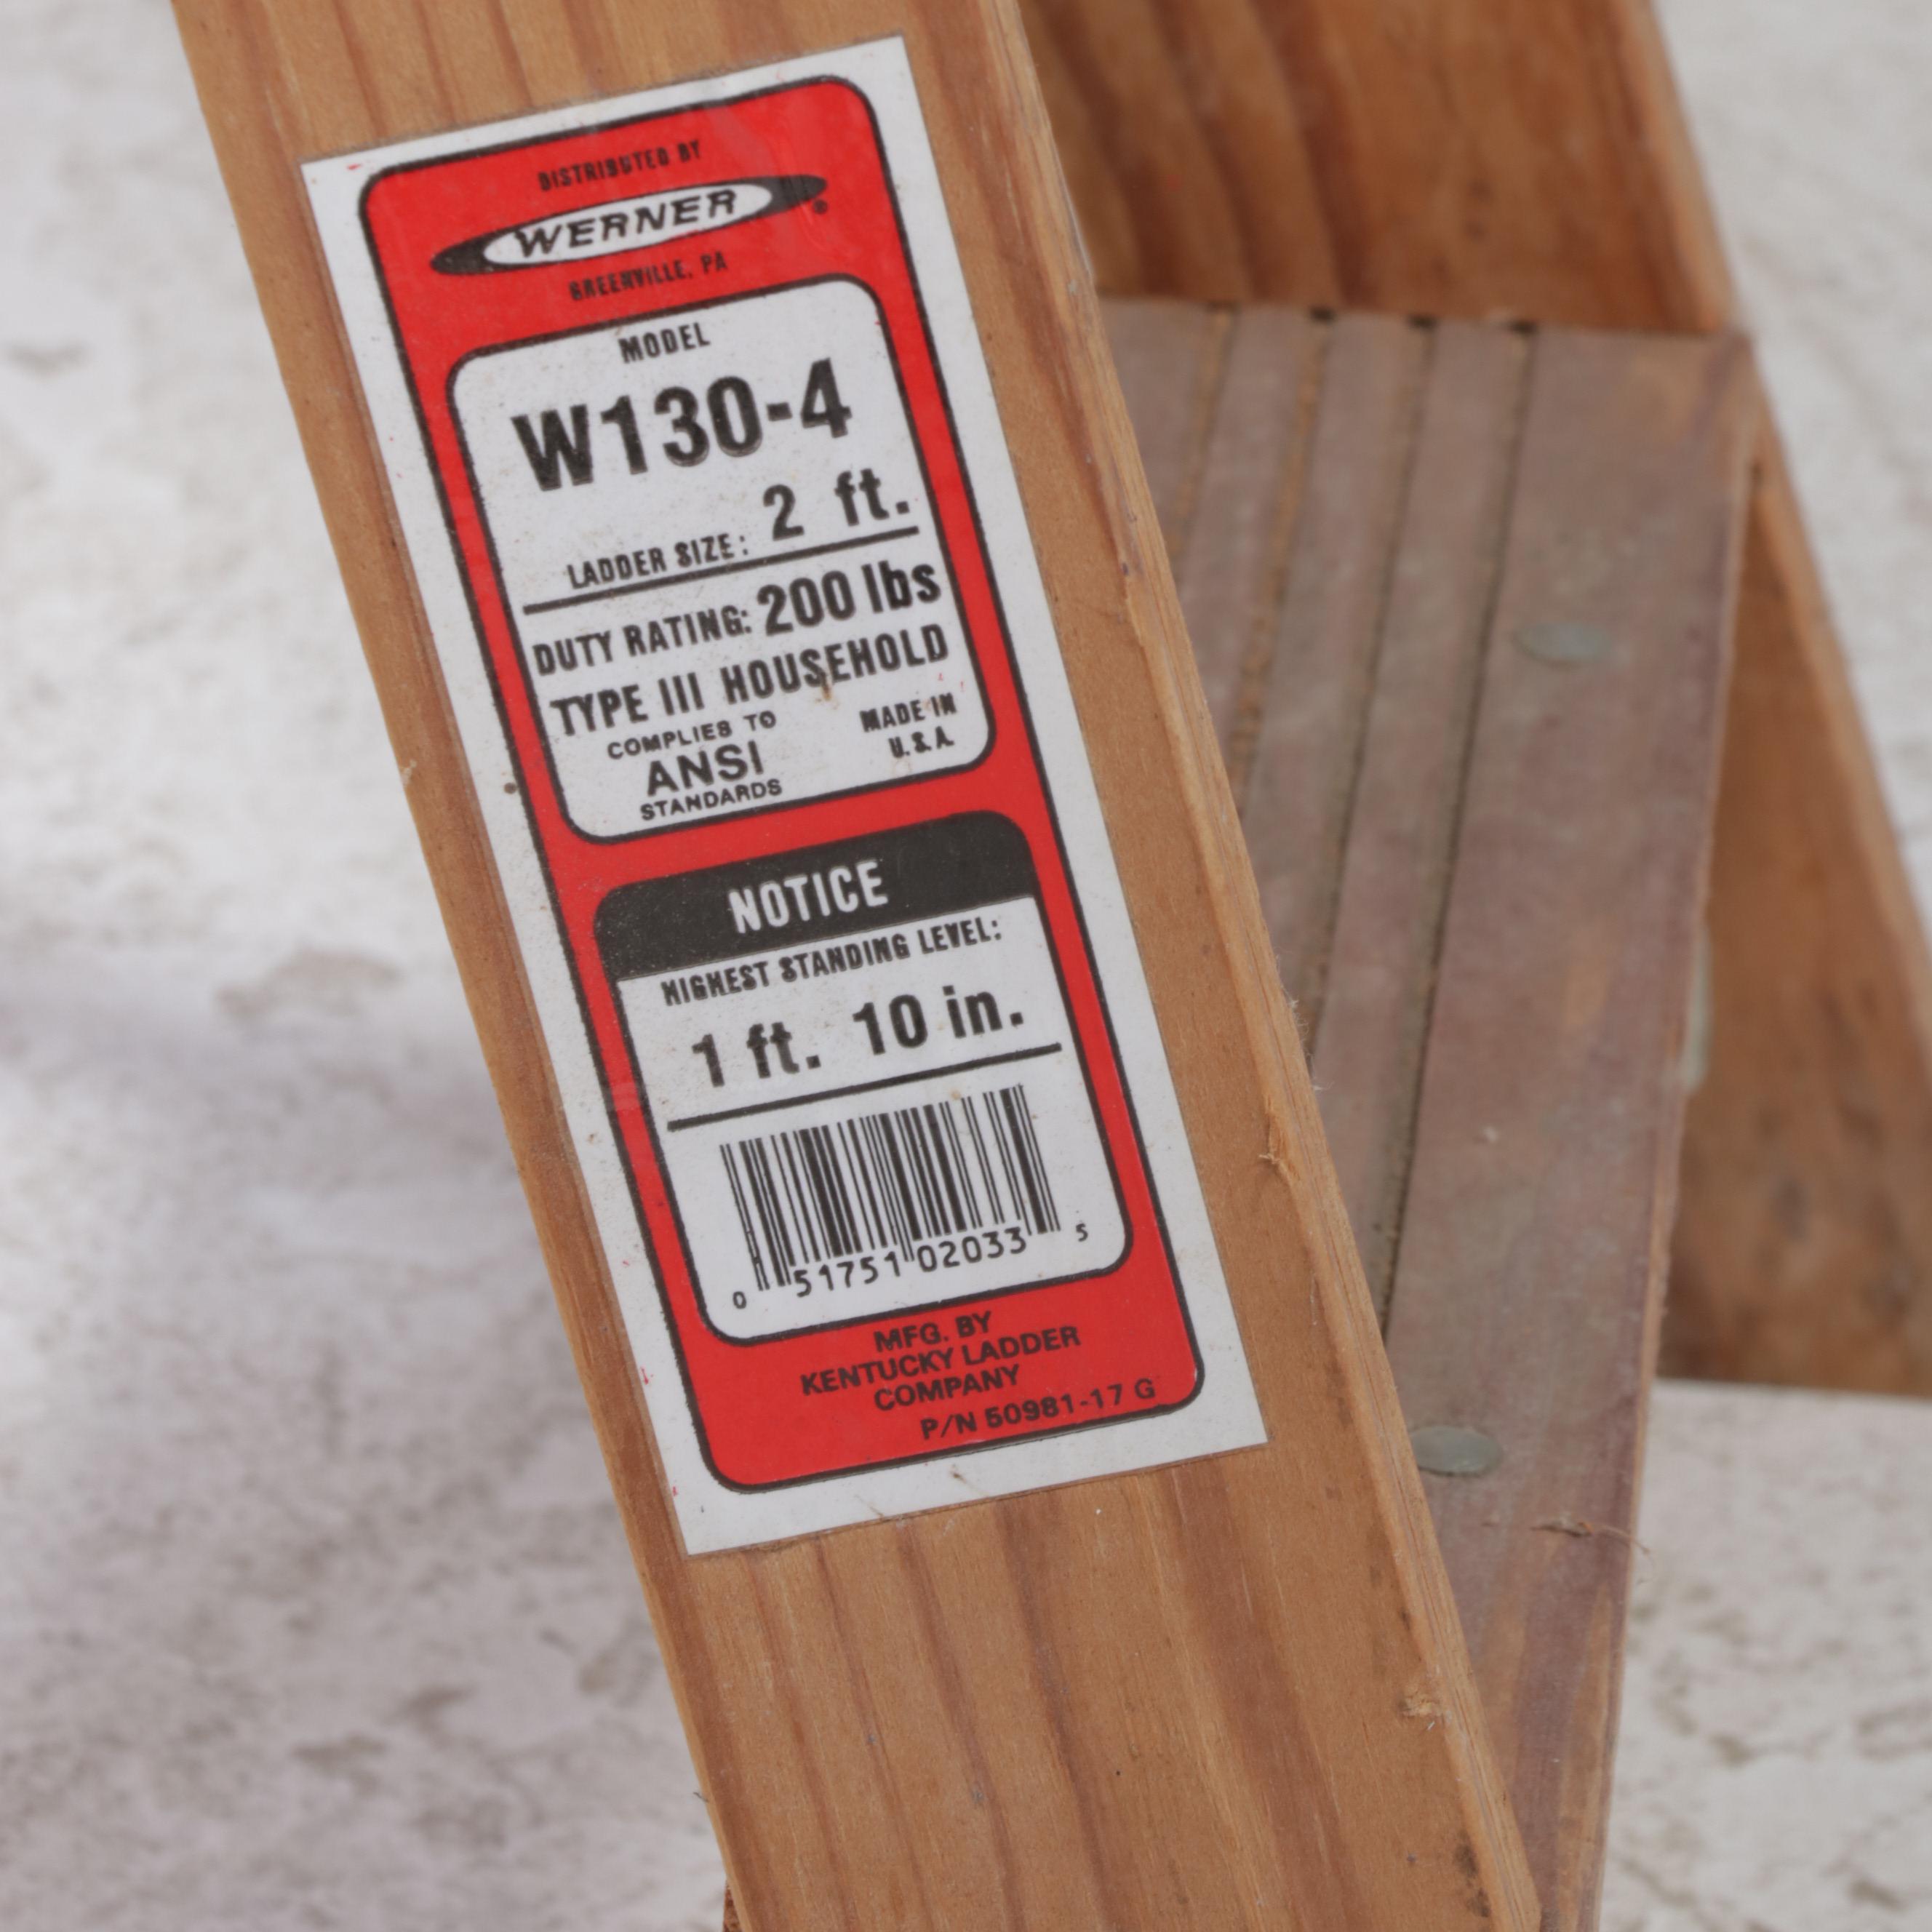 DISTRIBUTED BY
WERNER®
GREENVILLE, PA
MODEL
W130-4
LADDER SIZE: 2 ft.
DUTY RATING: 200 lbs
TYPE III HOUSEHOLD
COMPLIES TO
ANSI
STANDARDS
MADE IN
U.S.A.
NOTICE
HIGHEST STANDING LEVEL:
1 ft. 10 in.
0 51751 02033 5
MFG. BY
KENTUCKY LADDER
COMPANY
P/N 50981-17 G